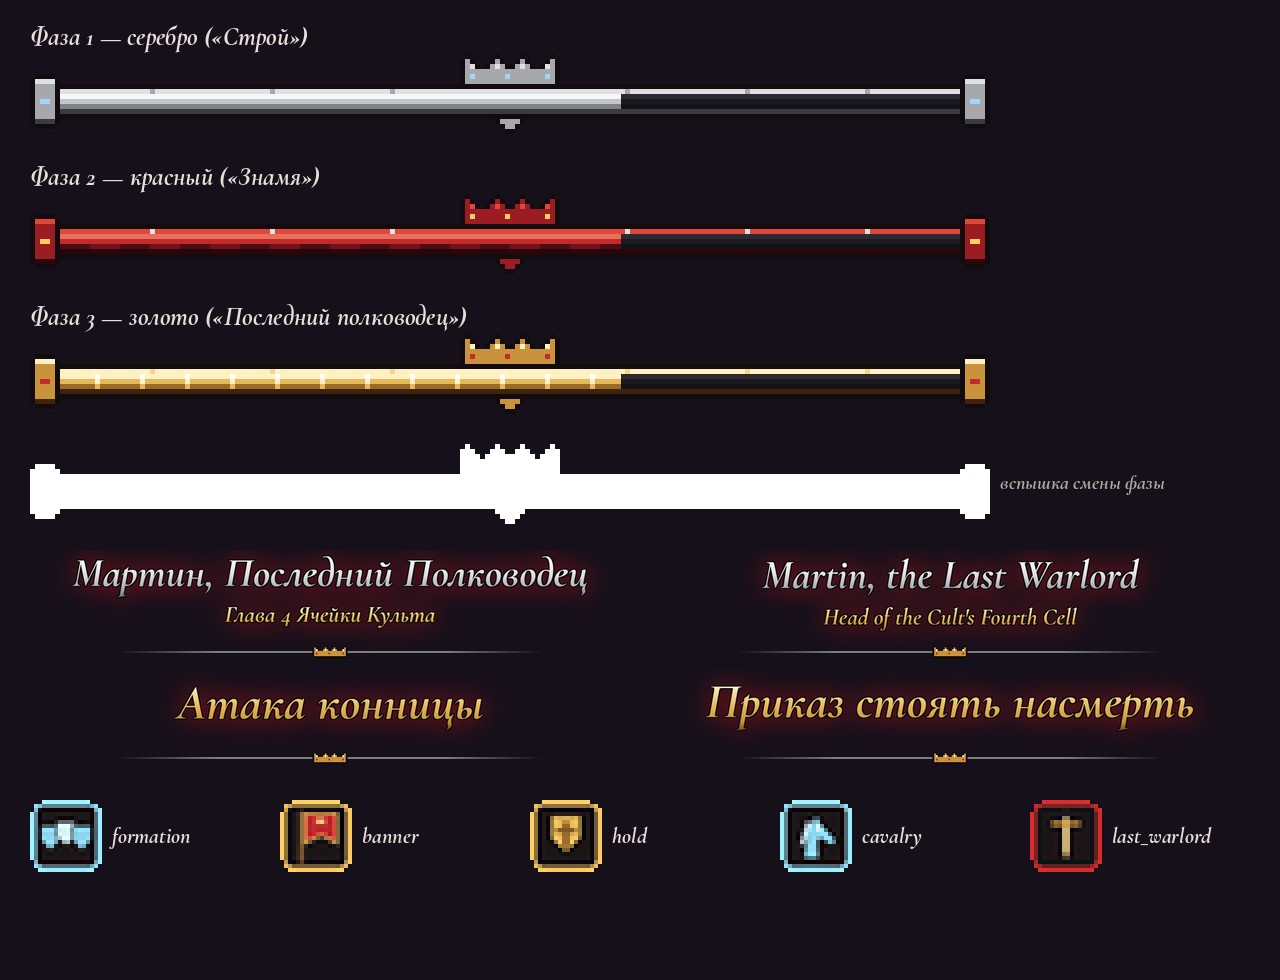 Фаза 1 — серебро («Строй»)
Фаза 2 — красный («Знамя»)
Фаза 3 — золото («Последний полководец»)
вспышка смены фазы
Мартин, Последний Полководец
Глава 4 Ячейки Культа
Martin, the Last Warlord
Head of the Cult's Fourth Cell
Атака конницы
Приказ стоять насмерть
formation
banner
hold
cavalry
last_warlord